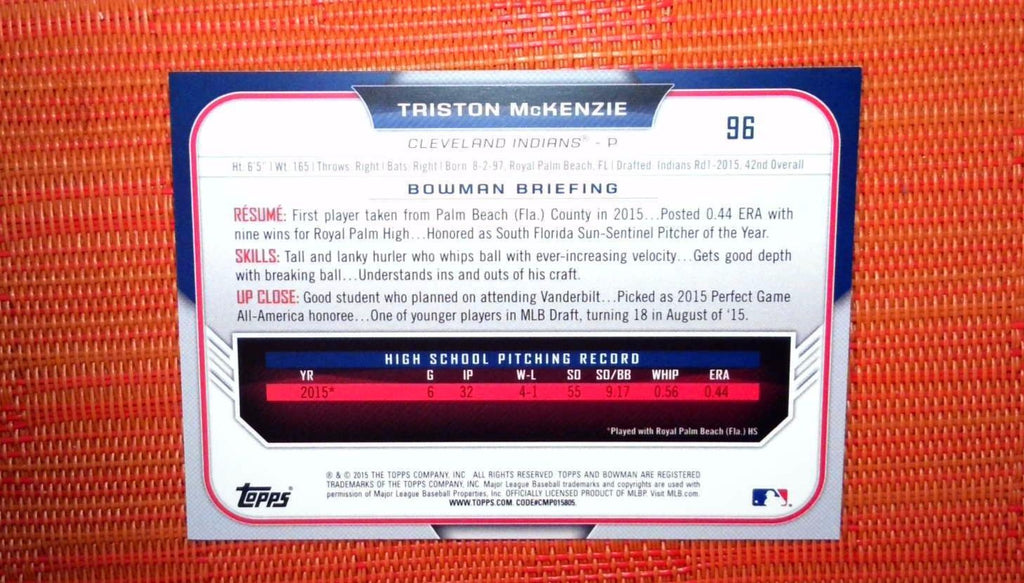 TRISTON McKENZIE
96
CLEVELAND INDIANS® - P
Ht: 6'5" | Wt: 165 | Throws: Right | Bats: Right | Born: 8-2-97, Royal Palm Beach, FL | Drafted: Indians Rd1-2015, 42nd Overall
BOWMAN BRIEFING
RÉSUMÉ: First player taken from Palm Beach (Fla.) County in 2015...Posted 0.44 ERA with
nine wins for Royal Palm High...Honored as South Florida Sun-Sentinel Pitcher of the Year.
SKILLS: Tall and lanky hurler who whips ball with ever-increasing velocity...Gets good depth
with breaking ball...Understands ins and outs of his craft.
UP CLOSE: Good student who planned on attending Vanderbilt...Picked as 2015 Perfect Game
All-America honoree...One of younger players in MLB Draft, turning 18 in August of '15.
HIGH SCHOOL PITCHING RECORD
YR G IP W-L SO SO/BB WHIP ERA
2015* 6 32 4-1 55 9.17 0.56 0.44
*Played with Royal Palm Beach (Fla.) HS
® & © 2015 THE TOPPS COMPANY, INC. ALL RIGHTS RESERVED. TOPPS AND BOWMAN ARE REGISTERED
TRADEMARKS OF THE TOPPS COMPANY, INC. Major League Baseball trademarks and copyrights are used with
permission of Major League Baseball Properties, Inc. OFFICIALLY LICENSED PRODUCT OF MLBP. Visit MLB.com.
WWW.TOPPS.COM. CODE#CMP015805.
TOPPS®